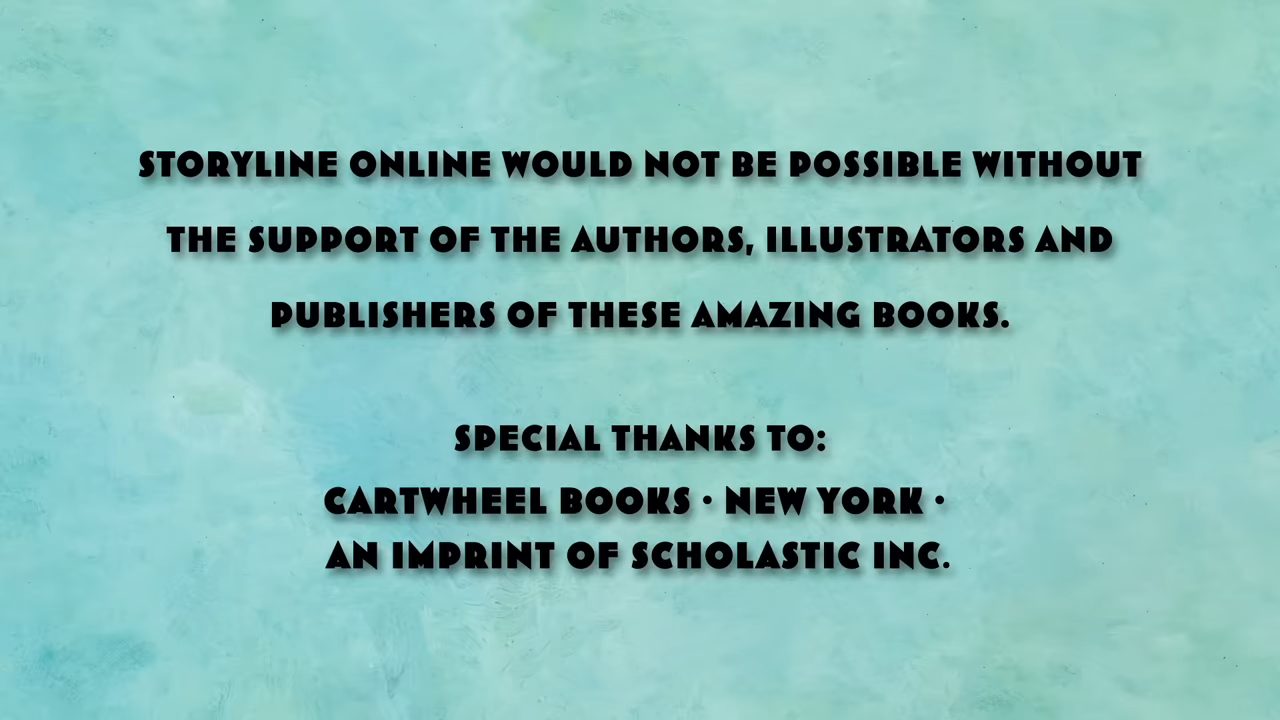 STORYLINE ONLINE WOULD NOT BE POSSIBLE WITHOUT
THE SUPPORT OF THE AUTHORS, ILLUSTRATORS AND
PUBLISHERS OF THESE AMAZING BOOKS.
SPECIAL THANKS TO:
CARTWHEEL BOOKS • NEW YORK •
AN IMPRINT OF SCHOLASTIC INC.